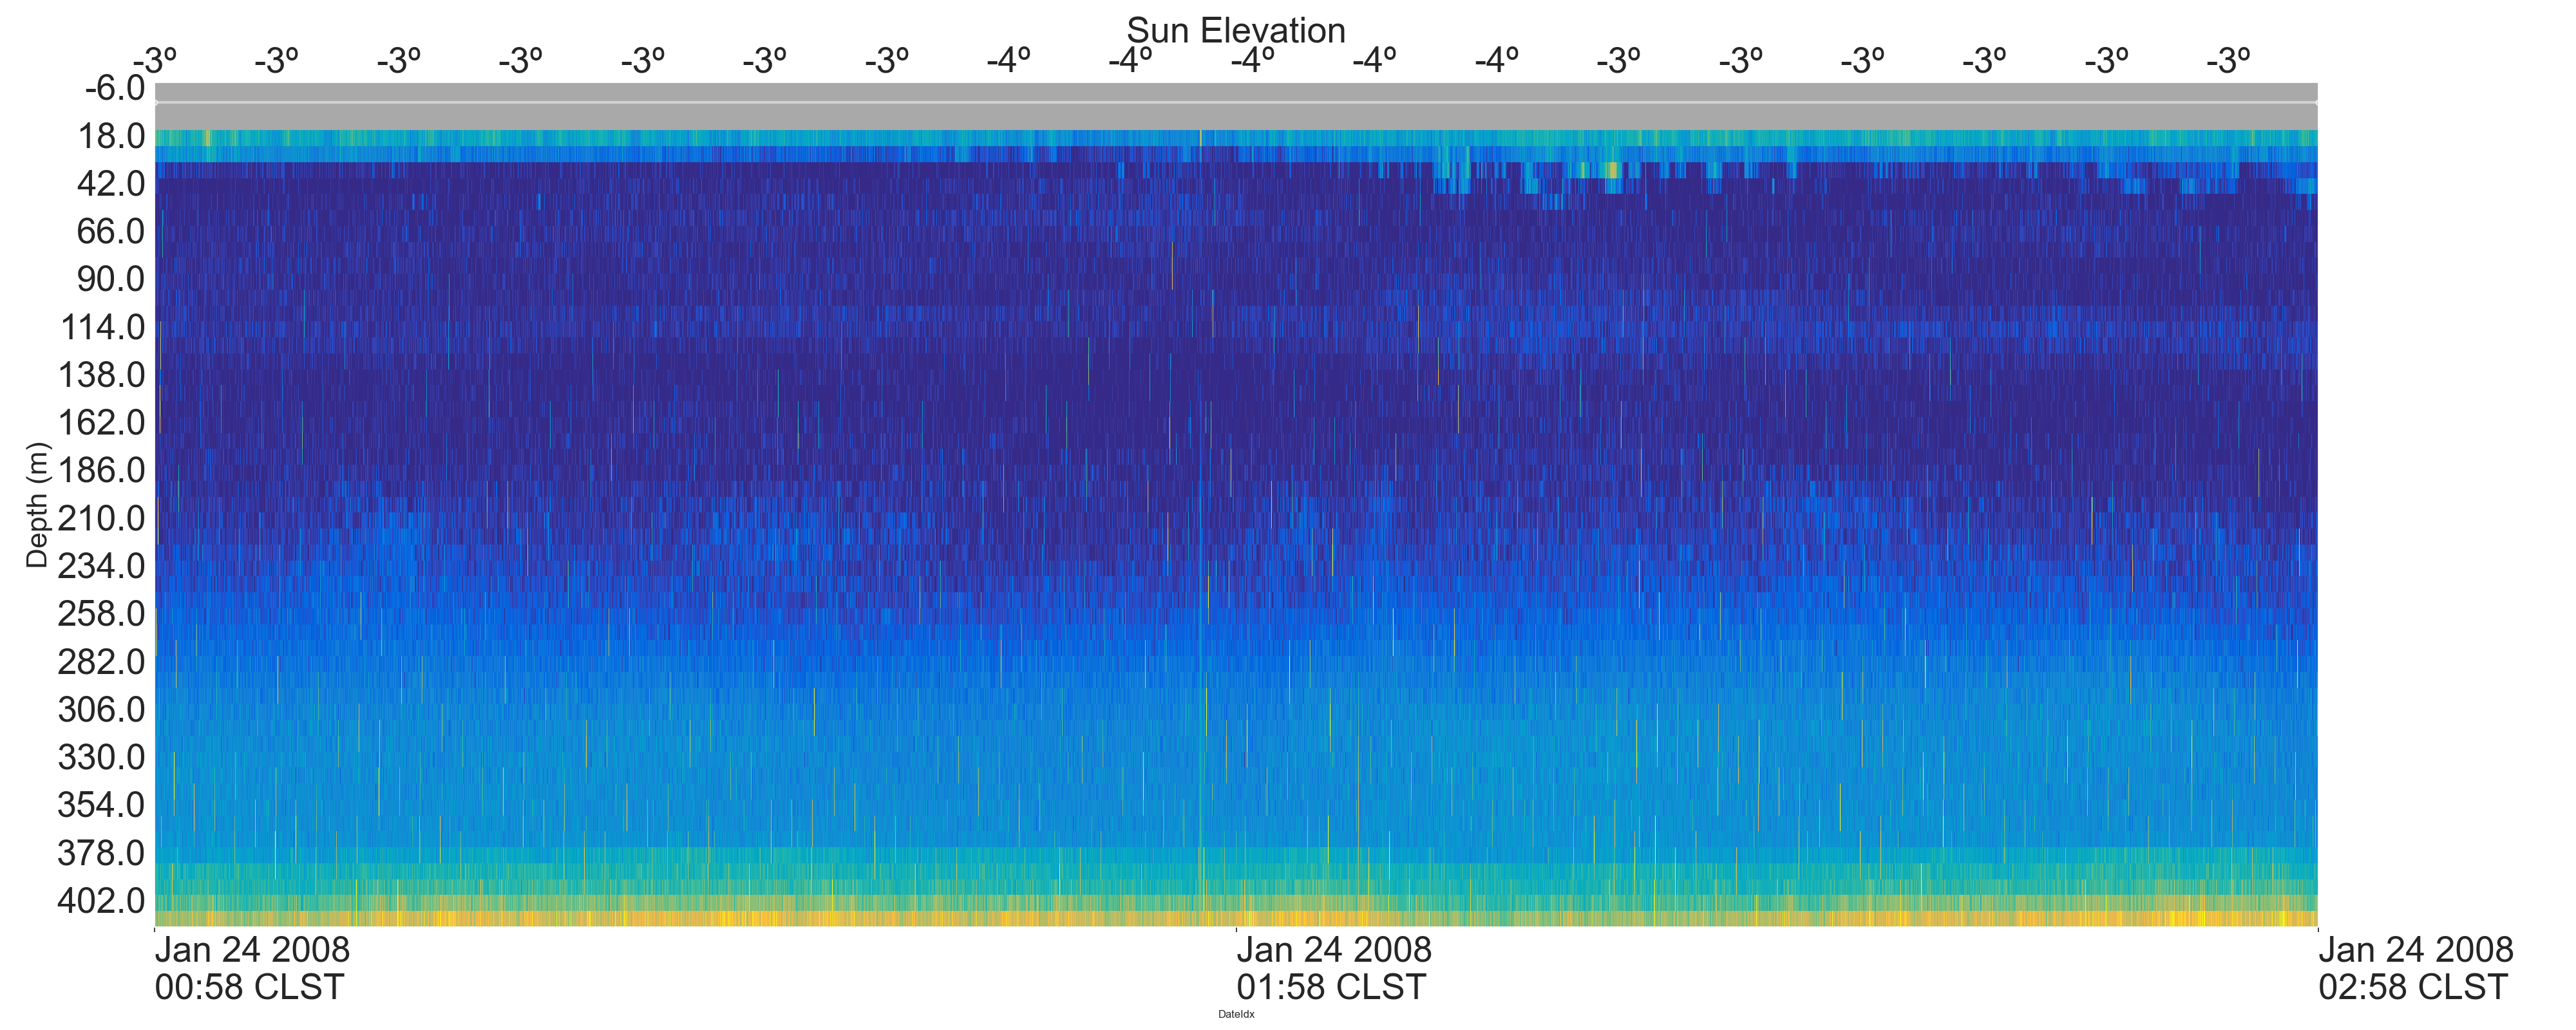 Sun Elevation
-3º -3º -3º -3º -3º -3º -3º -4º -4º -4º -4º -4º -3º -3º -3º -3º -3º -3º
-6.0
18.0
42.0
66.0
90.0
114.0
138.0
162.0
186.0
210.0
234.0
258.0
282.0
306.0
330.0
354.0
378.0
402.0
Depth (m)
Jan 24 2008
00:58 CLST
Jan 24 2008
01:58 CLST
Jan 24 2008
02:58 CLST
DateIdx